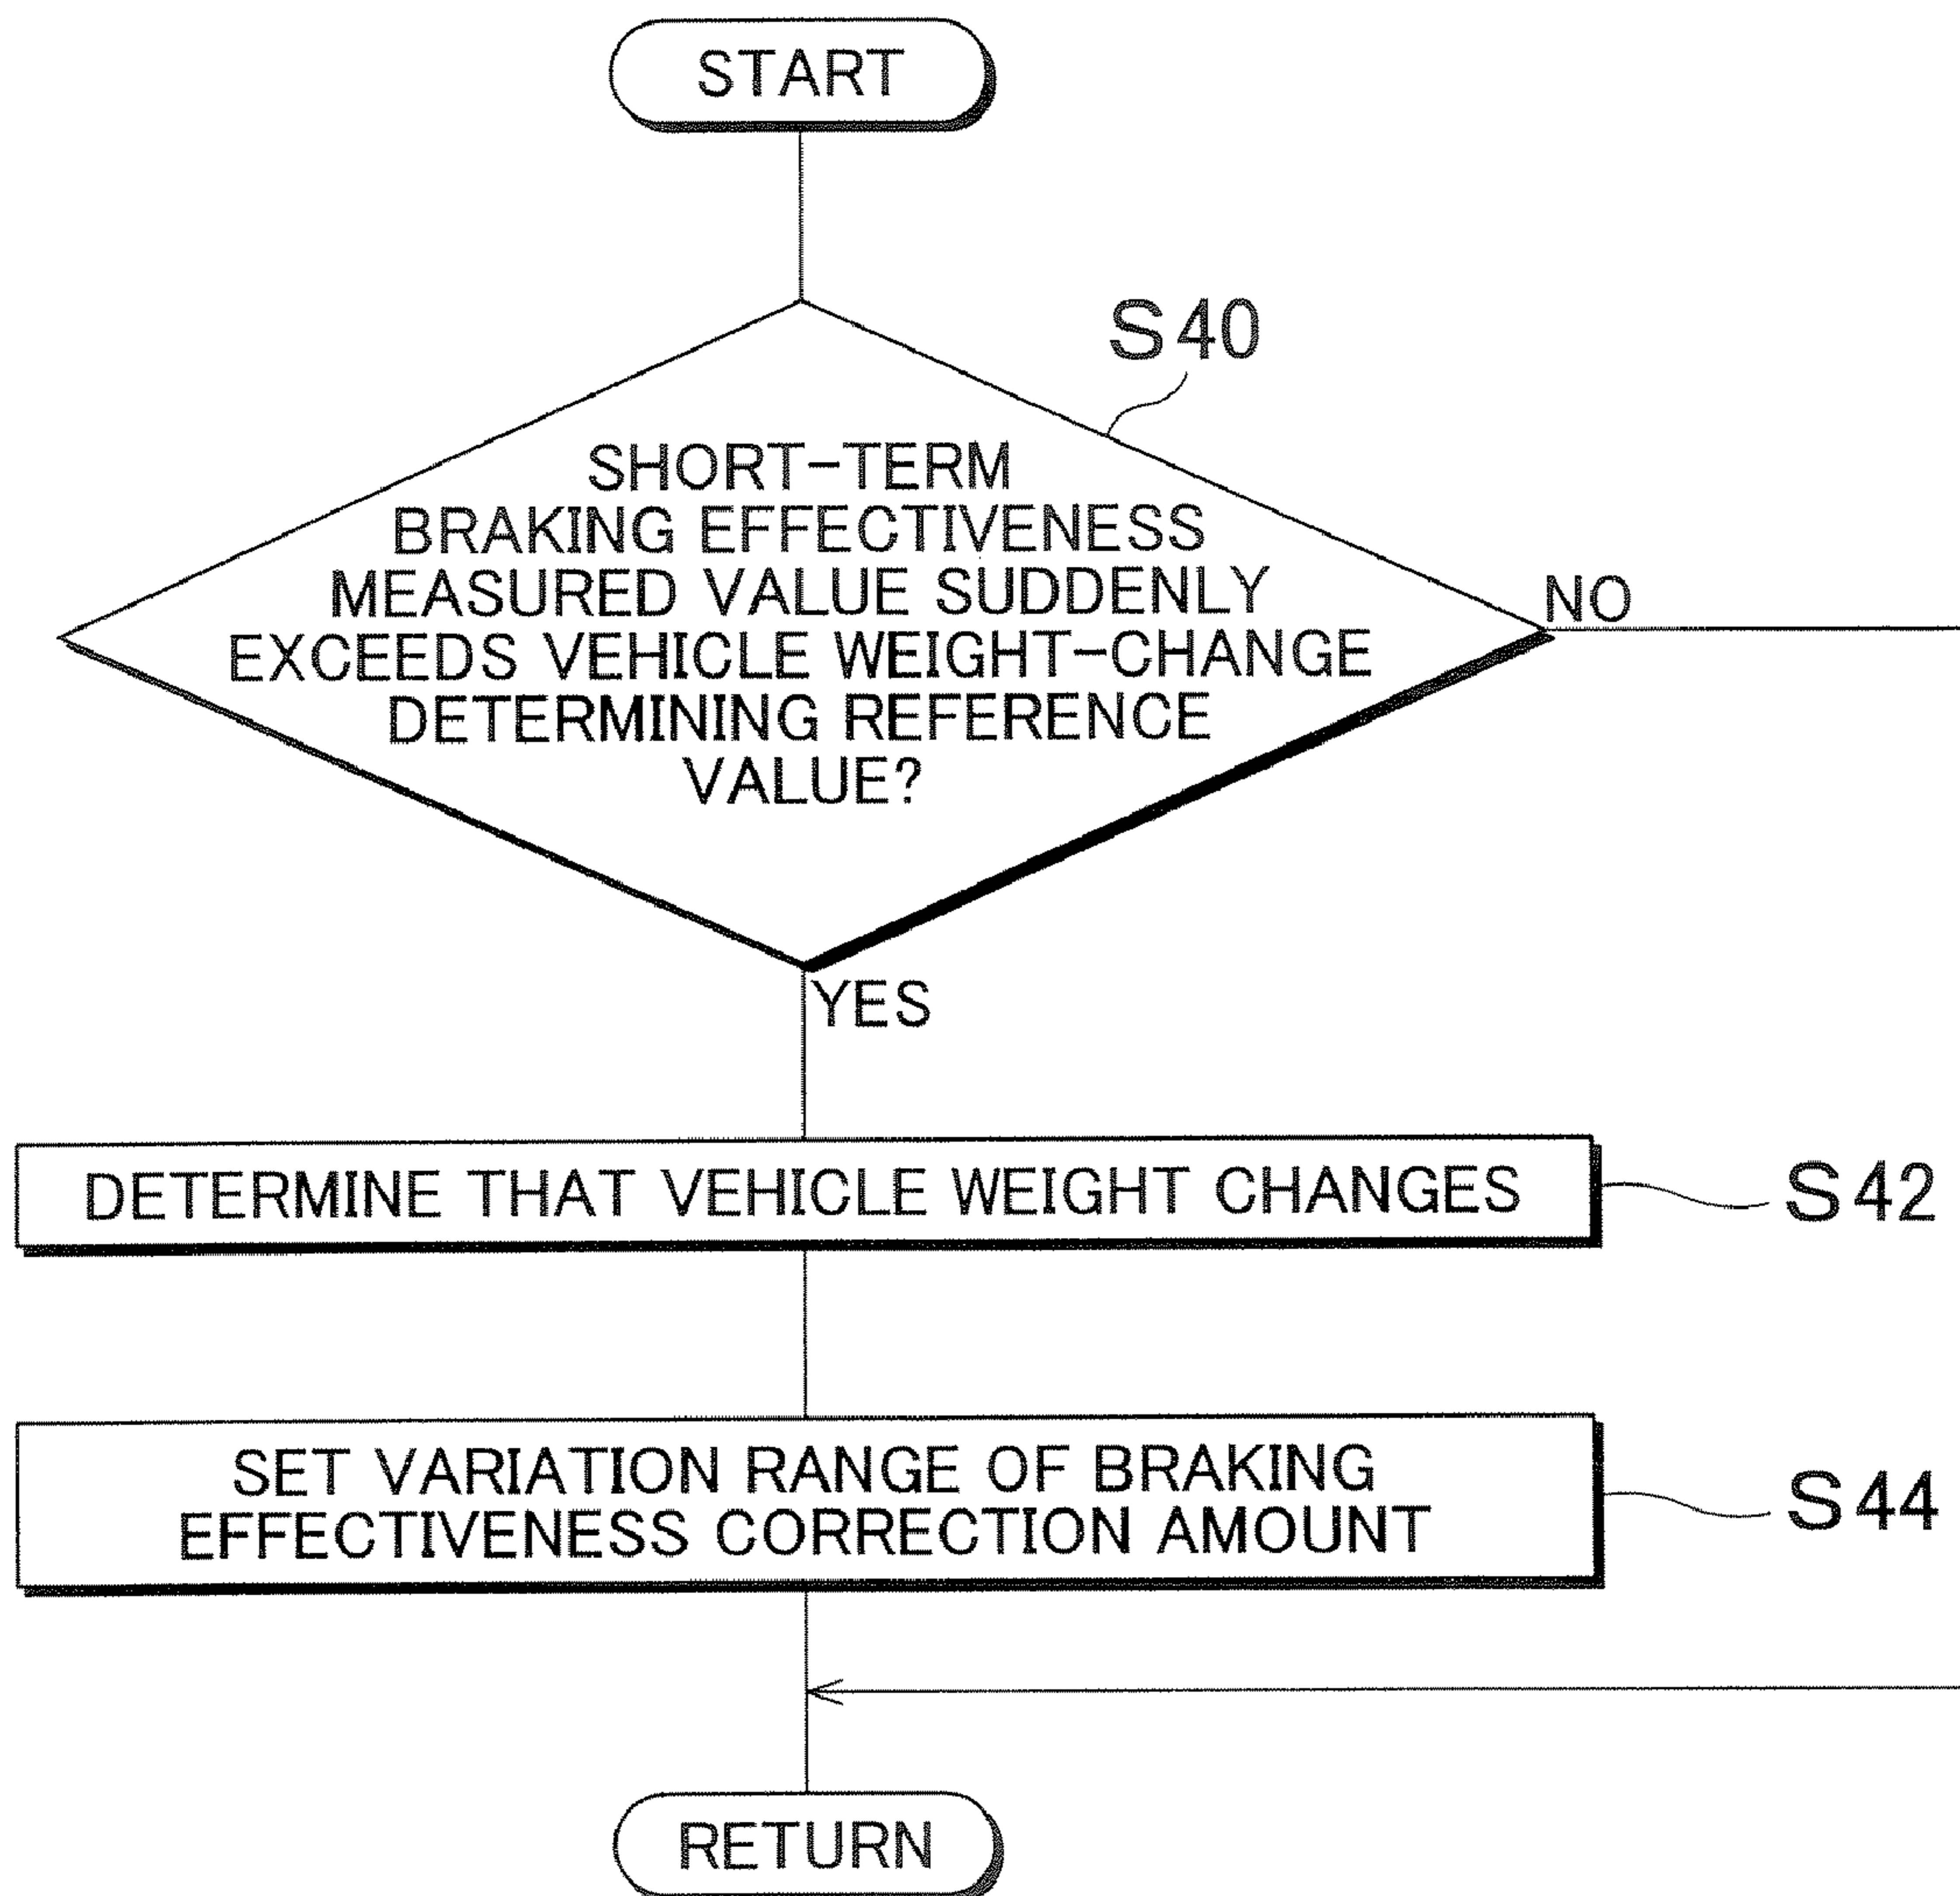 START
S40
SHORT-TERM
BRAKING EFFECTIVENESS
MEASURED VALUE SUDDENLY
EXCEEDS VEHICLE WEIGHT-CHANGE
DETERMINING REFERENCE
VALUE?
NO
YES
DETERMINE THAT VEHICLE WEIGHT CHANGES
S42
SET VARIATION RANGE OF BRAKING
EFFECTIVENESS CORRECTION AMOUNT
S44
RETURN